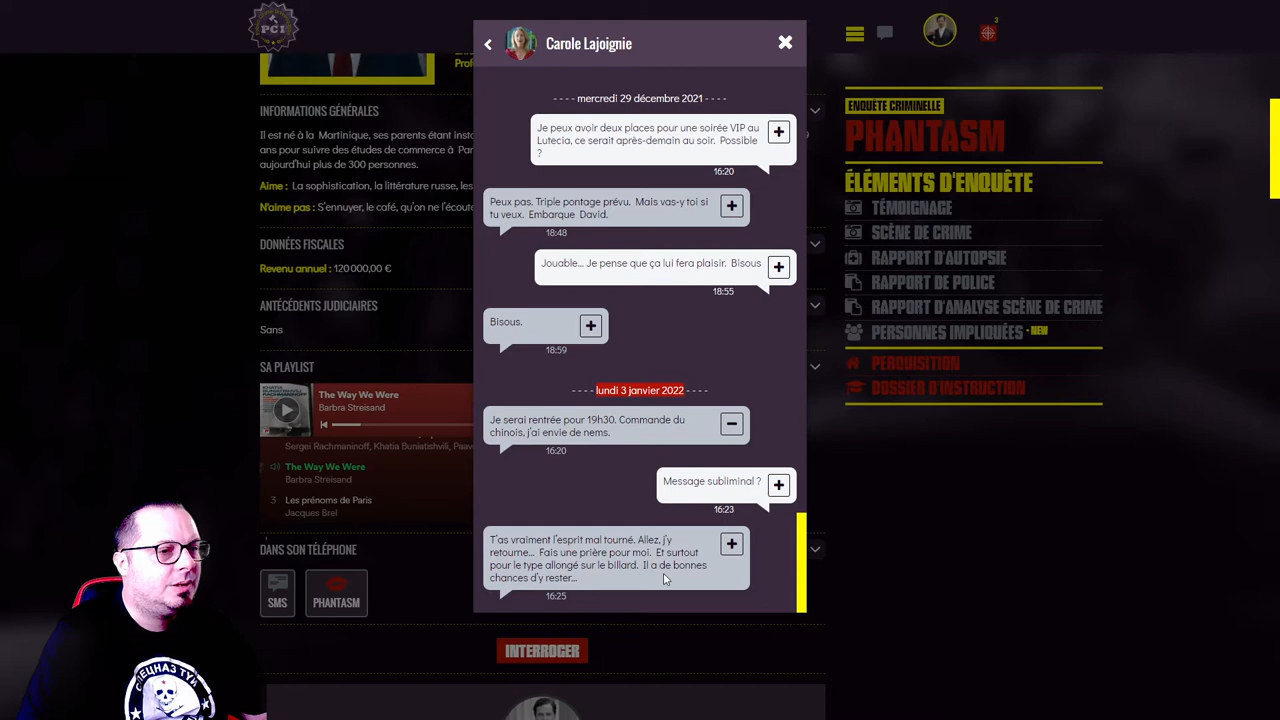 PCI
Carole Lajoignie
3
Profe
INFORMATIONS GÉNÉRALES
Il est né à la Martinique, ses parents étant insta
ans pour suivre des études de commerce à Par
aujourd'hui plus de 300 personnes.
Aime : La sophistication, la littérature russe, les
N'aime pas : S'ennuyer, le café, qu'on ne l'écoute
DONNÉES FISCALES
Revenu annuel : 120 000,00 €
ANTÉCÉDENTS JUDICIAIRES
Sans
SA PLAYLIST
The Way We Were
Barbra Streisand
Sergei Rachmaninoff, Khatia Buniatishvili, Paavo
The Way We Were
Barbra Streisand
3 Les prénoms de Paris
Jacques Brel
DANS SON TÉLÉPHONE
SMS
PHANTASM
---- mercredi 29 décembre 2021 ----
Je peux avoir deux places pour une soirée VIP au
Lutecia, ce serait après-demain au soir. Possible
?
16:20
Peux pas. Triple pontage prévu. Mais vas-y toi si
tu veux. Embarque David.
18:48
Jouable... Je pense que ça lui fera plaisir. Bisous
18:55
Bisous.
18:59
---- lundi 3 janvier 2022 ----
Je serai rentrée pour 19h30. Commande du
chinois, j'ai envie de nems.
16:20
Message subliminal ?
16:23
T'as vraiment l'esprit mal tourné. Allez, j'y
retourne... Fais une prière pour moi. Et surtout
pour le type allongé sur le billard. Il a de bonnes
chances d'y rester...
16:25
INTERROGER
ENQUÊTE CRIMINELLE
PHANTASM
ÉLÉMENTS D'ENQUÊTE
TÉMOIGNAGE
SCÈNE DE CRIME
RAPPORT D'AUTOPSIE
RAPPORT DE POLICE
RAPPORT D'ANALYSE SCÈNE DE CRIME
PERSONNES IMPLIQUÉES - NEW
PERQUISITION
DOSSIER D'INSTRUCTION
СПЕЦНАЗ ТУЙ